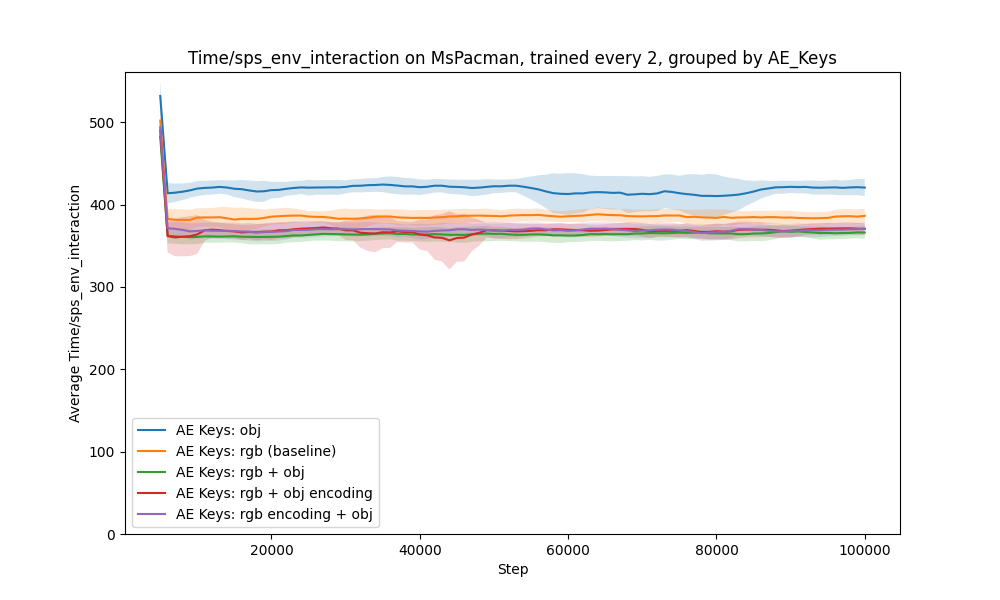 Time/sps_env_interaction on MsPacman, trained every 2, grouped by AE_Keys
Average Time/sps_env_interaction
500
400
300
200
100
0
AE Keys: obj
AE Keys: rgb (baseline)
AE Keys: rgb + obj
AE Keys: rgb + obj encoding
AE Keys: rgb encoding + obj
20000
40000
60000
80000
100000
Step